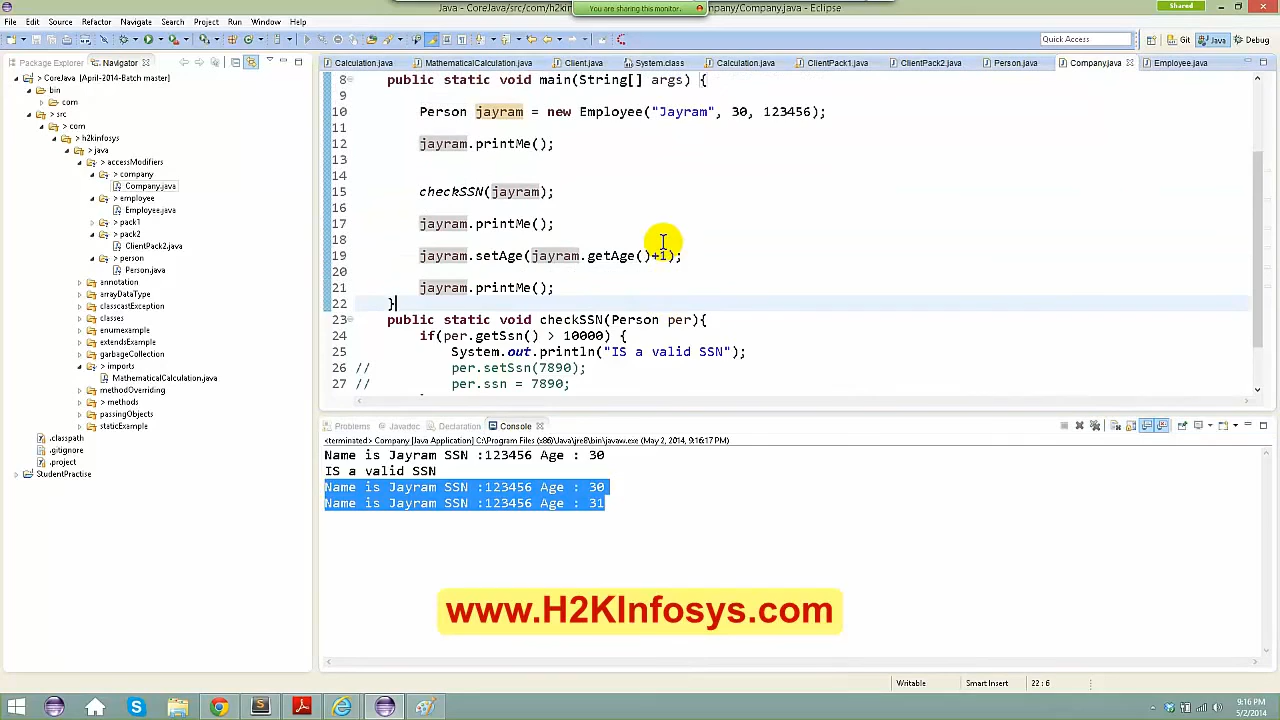 You are sharing this monitor.
Shared
Java - CoreJava/src/com/h2kin
mpany/Company.java - Eclipse
File Edit Source Refactor Navigate Search Project Run Window Help
Quick Access
Git Java Debug
Package Explorer Navigator
Calculation.java MathematicalCalculation.java Client.java System.class Calculation.java ClientPack1.java ClientPack2.java Person.java Company.java Employee.java
> CoreJava [April-2014-Batch master]
bin
com
> src
> com
> h2kinfosys
> java
> accessModifiers
> company
Company.java
> employee
Employee.java
> pack1
> pack2
ClientPack2.java
> person
Person.java
annotation
arrayDataType
classcastException
classes
enumexample
extendsExample
garbageCollection
> imports
MathematicalCalculation.java
methodOverriding
> methods
passingObjects
staticExample
.classpath
.gitignore
.project
StudentPractise
8 public static void main(String[] args) {
9
10 Person jayram = new Employee("Jayram", 30, 123456);
11
12 jayram.printMe();
13
14
15 checkSSN(jayram);
16
17 jayram.printMe();
18
19 jayram.setAge(jayram.getAge()+1);
20
21 jayram.printMe();
22 }
23 public static void checkSSN(Person per){
24 if(per.getSsn() > 10000) {
25 System.out.println("IS a valid SSN");
26 // per.setSsn(7890);
27 // per.ssn = 7890;
Problems Javadoc Declaration Console
<terminated> Company [Java Application] C:\Program Files (x86)\Java\jre8\bin\javaw.exe (May 2, 2014, 9:16:17 PM)
Name is Jayram SSN :123456 Age : 30
IS a valid SSN
Name is Jayram SSN :123456 Age : 30
Name is Jayram SSN :123456 Age : 31
www.H2KInfosys.com
Writable Smart Insert 22 : 6
9:16 PM
5/2/2014